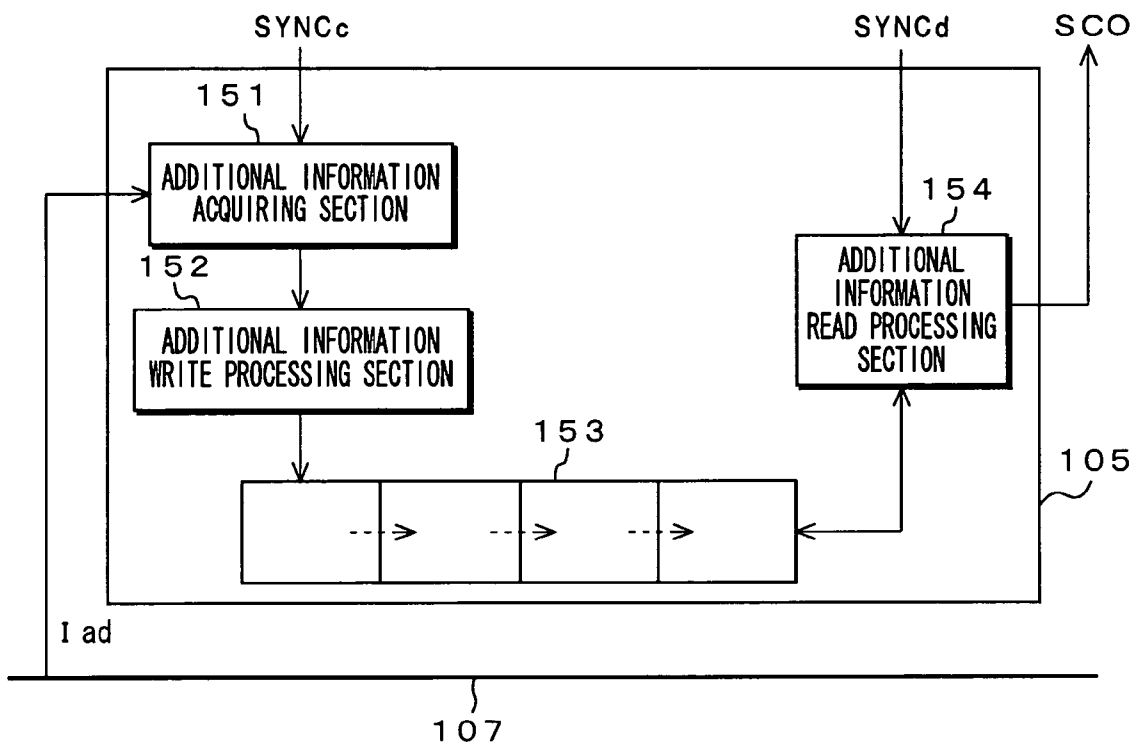 SYNCc
SYNCd
SCO
151
ADDITIONAL INFORMATION
ACQUIRING SECTION
154
152
ADDITIONAL
INFORMATION
READ PROCESSING
SECTION
ADDITIONAL INFORMATION
WRITE PROCESSING SECTION
153
105
I ad
107